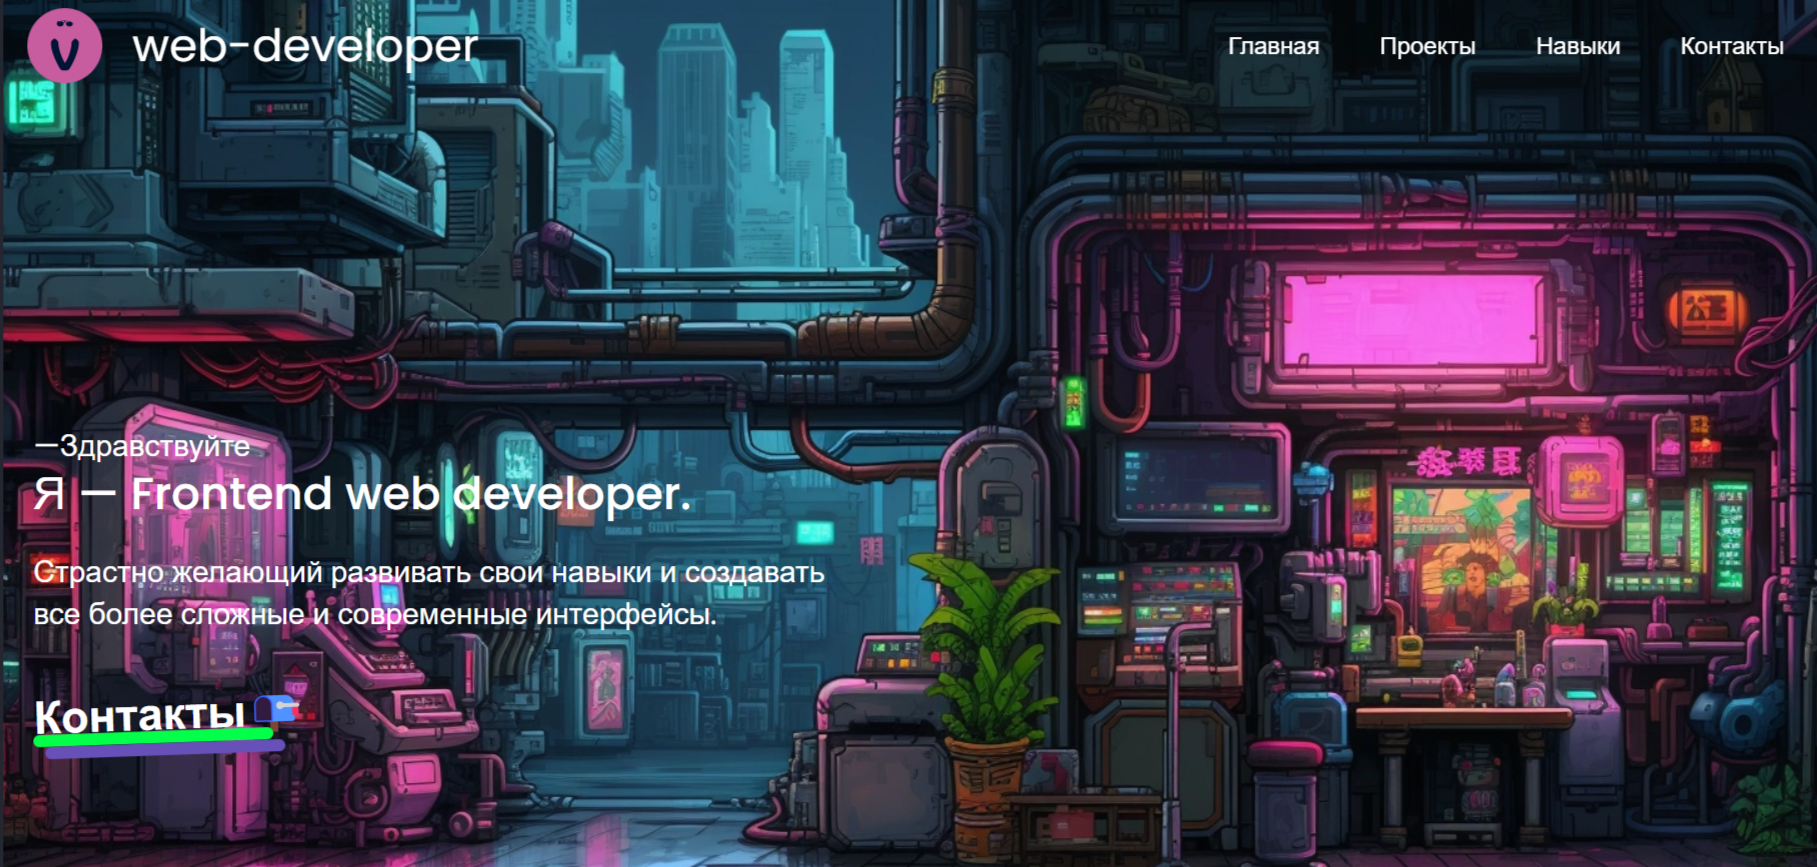 web-developer
Главная Проекты Навыки Контакты
—Здравствуйте
Я — Frontend web developer.
Страстно желающий развивать свои навыки и создавать
все более сложные и современные интерфейсы.
Контакты